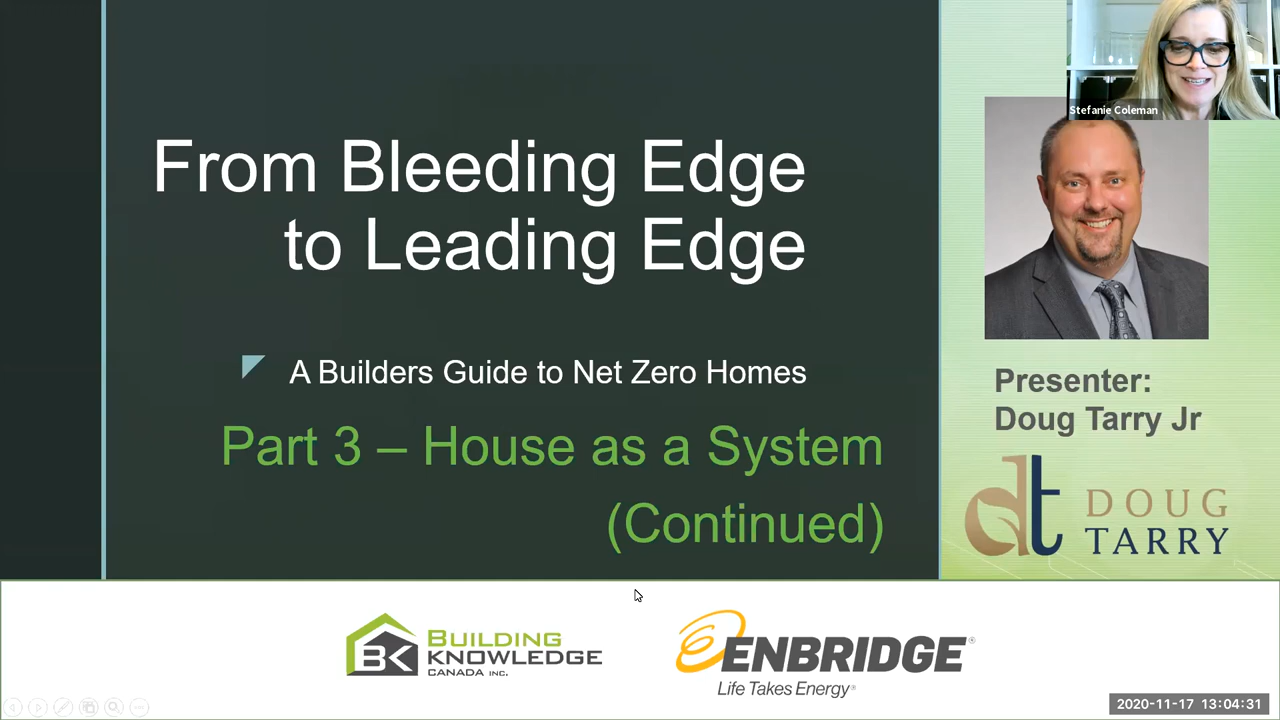 Stefanie Coleman
From Bleeding Edge
to Leading Edge
A Builders Guide to Net Zero Homes
Part 3 – House as a System
(Continued)
Presenter:
Doug Tarry Jr
dt DOUG
TARRY
BK BUILDING
KNOWLEDGE
CANADA INC.
ENBRIDGE®
Life Takes Energy®
2020-11-17 13:04:31